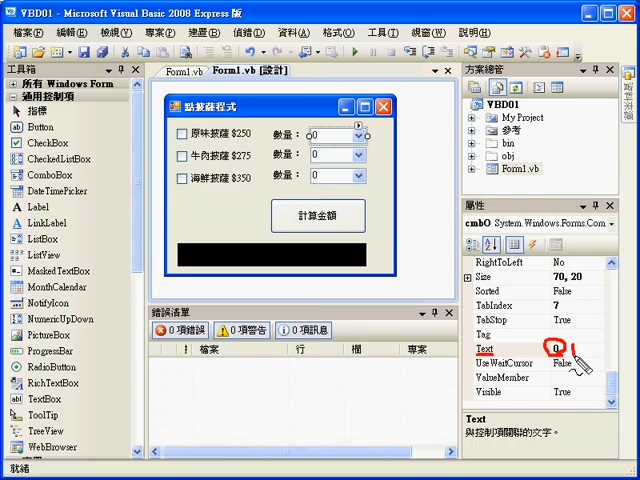 VBD01 - Microsoft Visual Basic 2008 Express 版
檔案(F) 編輯(E) 檢視(V) 專案(P) 建置(B) 偵錯(D) 資料(A) 格式(O) 工具(T) 視窗(W) 說明(H)
工具箱
所有 Windows Form
通用控制項
指標
Button
CheckBox
CheckedListBox
ComboBox
DateTimePicker
Label
LinkLabel
ListBox
ListView
MaskedTextBox
MonthCalendar
NotifyIcon
NumericUpDown
PictureBox
ProgressBar
RadioButton
RichTextBox
TextBox
ToolTip
TreeView
WebBrowser
Form1.vb Form1.vb [設計]
點披薩程式
原味披薩 $250 數量： 0
牛肉披薩 $275 數量： 0
海鮮披薩 $350 數量： 0
計算金額
錯誤清單
0 項錯誤 0 項警告 0 項訊息
檔案 行 欄 專案
方案總管
VBD01
My Project
參考
bin
obj
Form1.vb
資料來源
屬性
cmbO System.Windows.Forms.Com
RightToLeft No
Size 70, 20
Sorted False
TabIndex 7
TabStop True
Tag
Text 0
UseWaitCursor False
ValueMember
Visible True
Text
與控制項關聯的文字。
就緒